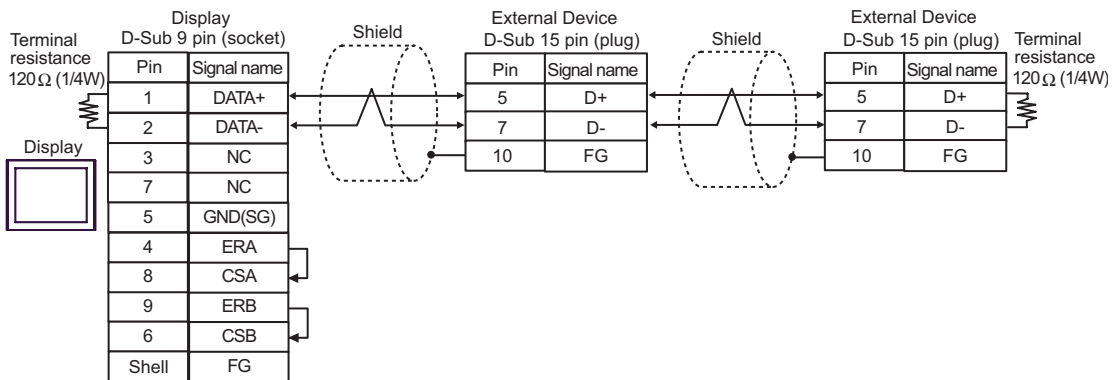 Display
D-Sub 9 pin (socket)
Terminal
resistance
120Ω (1/4W)
Pin Signal name
1 DATA+
2 DATA-
3 NC
7 NC
5 GND(SG)
4 ERA
8 CSA
9 ERB
6 CSB
Shell FG
Display
Shield
External Device
D-Sub 15 pin (plug)
Pin Signal name
5 D+
7 D-
10 FG
Shield
External Device
D-Sub 15 pin (plug)
Pin Signal name
5 D+
7 D-
10 FG
Terminal
resistance
120Ω (1/4W)